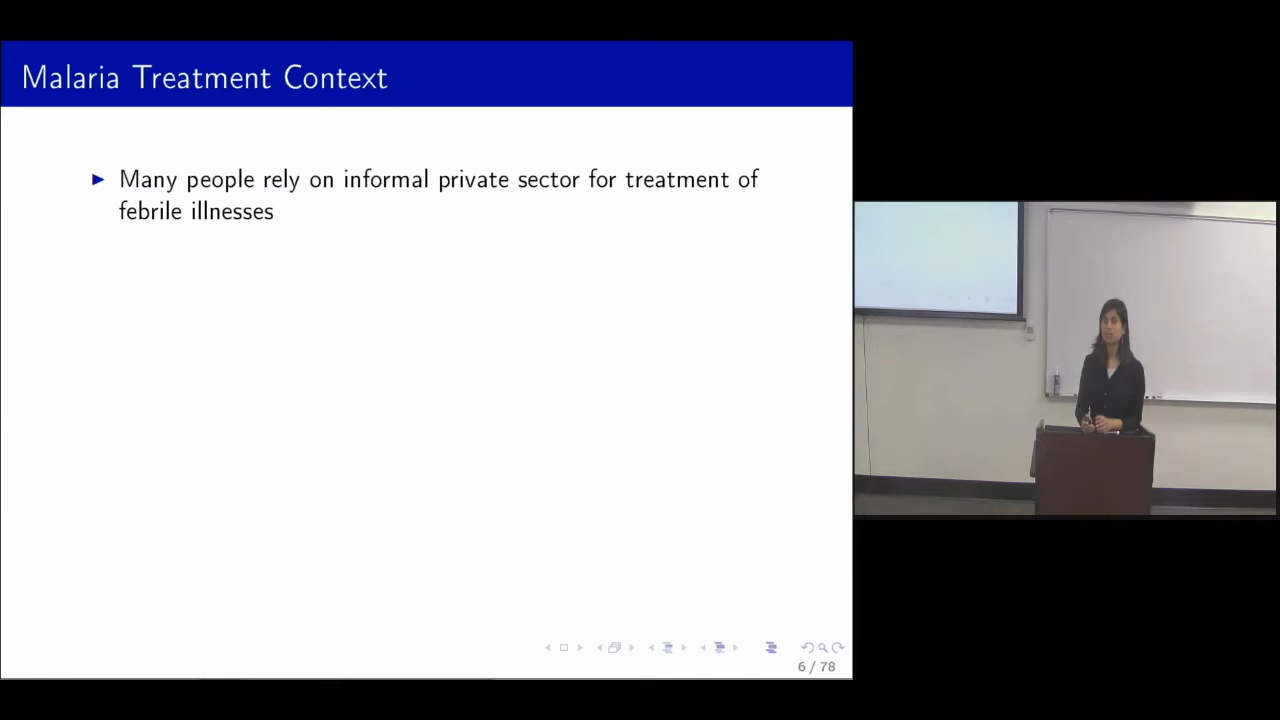 Malaria Treatment Context
Many people rely on informal private sector for treatment of
febrile illnesses
6 / 78